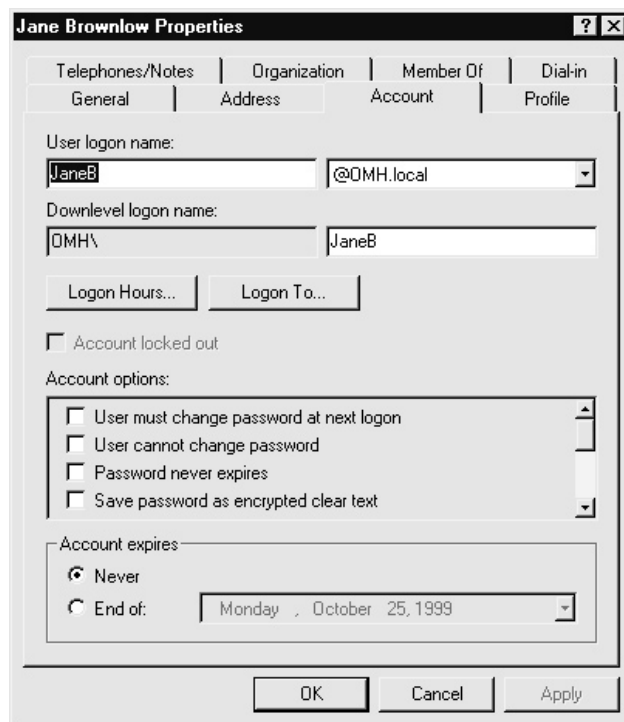 Jane Brownlow Properties
Telephones/Notes Organization Member Of Dial-in
General Address Account Profile
User logon name:
JaneB @OMH.local
Downlevel logon name:
OMH\ JaneB
Logon Hours... Logon To...
Account locked out
Account options:
User must change password at next logon
User cannot change password
Password never expires
Save password as encrypted clear text
Account expires
Never
End of: Monday , October 25, 1999
OK Cancel Apply